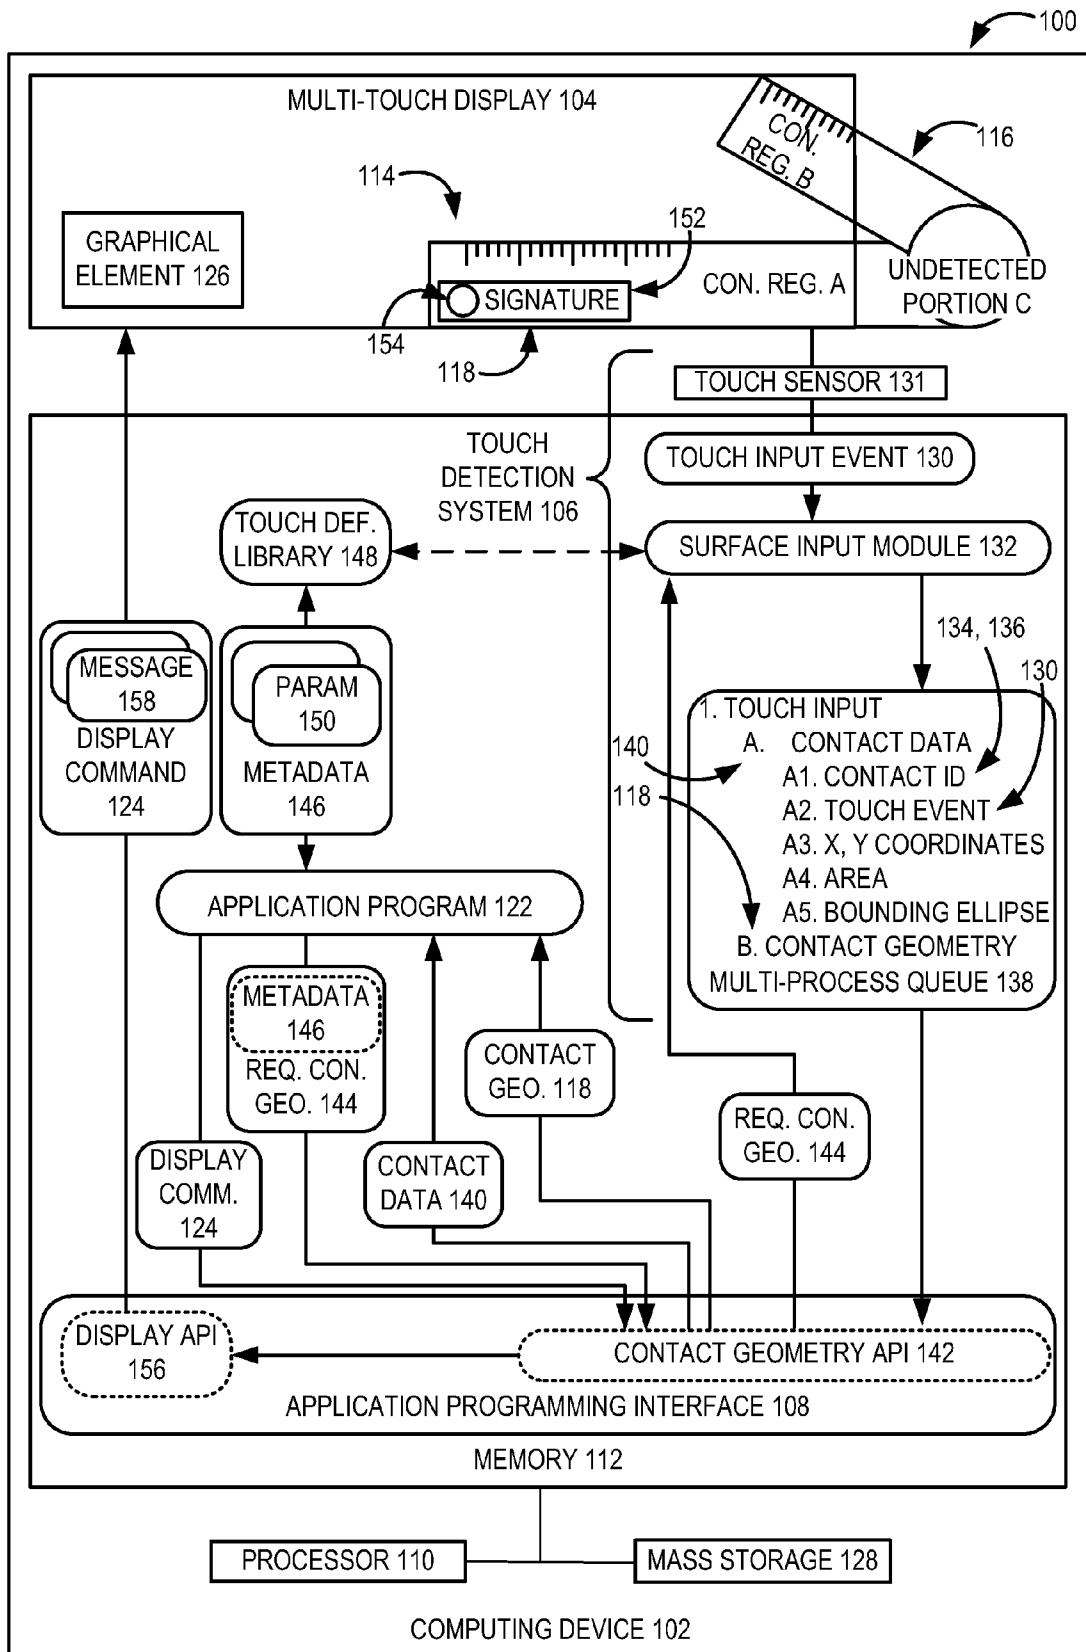 100
MULTI-TOUCH DISPLAY 104
CON.
REG. B
116
114
152
GRAPHICAL
ELEMENT 126
SIGNATURE
CON. REG. A
UNDETECTED
PORTION C
154
118
TOUCH SENSOR 131
TOUCH
DETECTION
SYSTEM 106
TOUCH INPUT EVENT 130
TOUCH DEF.
LIBRARY 148
SURFACE INPUT MODULE 132
134, 136
130
MESSAGE
158
DISPLAY
COMMAND
124
PARAM
150
METADATA
146
140
118
1. TOUCH INPUT
A. CONTACT DATA
A1. CONTACT ID
A2. TOUCH EVENT
A3. X, Y COORDINATES
A4. AREA
A5. BOUNDING ELLIPSE
B. CONTACT GEOMETRY
MULTI-PROCESS QUEUE 138
APPLICATION PROGRAM 122
METADATA
146
REQ. CON.
GEO. 144
CONTACT
GEO. 118
REQ. CON.
GEO. 144
DISPLAY
COMM.
124
CONTACT
DATA 140
DISPLAY API
156
CONTACT GEOMETRY API 142
APPLICATION PROGRAMMING INTERFACE 108
MEMORY 112
PROCESSOR 110
MASS STORAGE 128
COMPUTING DEVICE 102